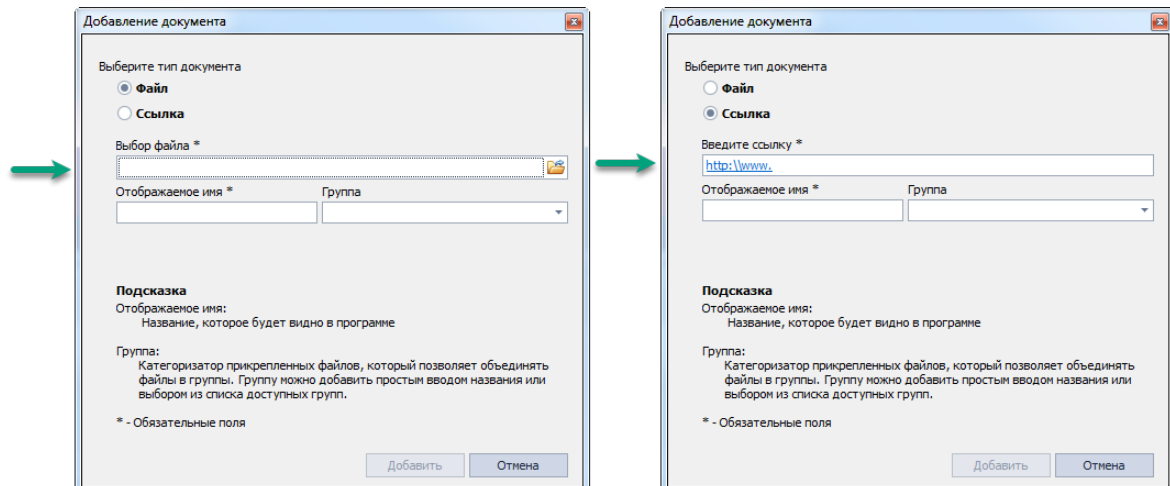 Добавление документа
Выберите тип документа
Файл
Ссылка
Выбор файла *
Отображаемое имя * Группа
Подсказка
Отображаемое имя:
Название, которое будет видно в программе
Группа:
Категоризатор прикрепленных файлов, который позволяет объединять
файлы в группы. Группу можно добавить простым вводом названия или
выбором из списка доступных групп.
* - Обязательные поля
Добавить Отмена
Добавление документа
Выберите тип документа
Файл
Ссылка
Введите ссылку *
http:\\www.
Отображаемое имя * Группа
Подсказка
Отображаемое имя:
Название, которое будет видно в программе
Группа:
Категоризатор прикрепленных файлов, который позволяет объединять
файлы в группы. Группу можно добавить простым вводом названия или
выбором из списка доступных групп.
* - Обязательные поля
Добавить Отмена